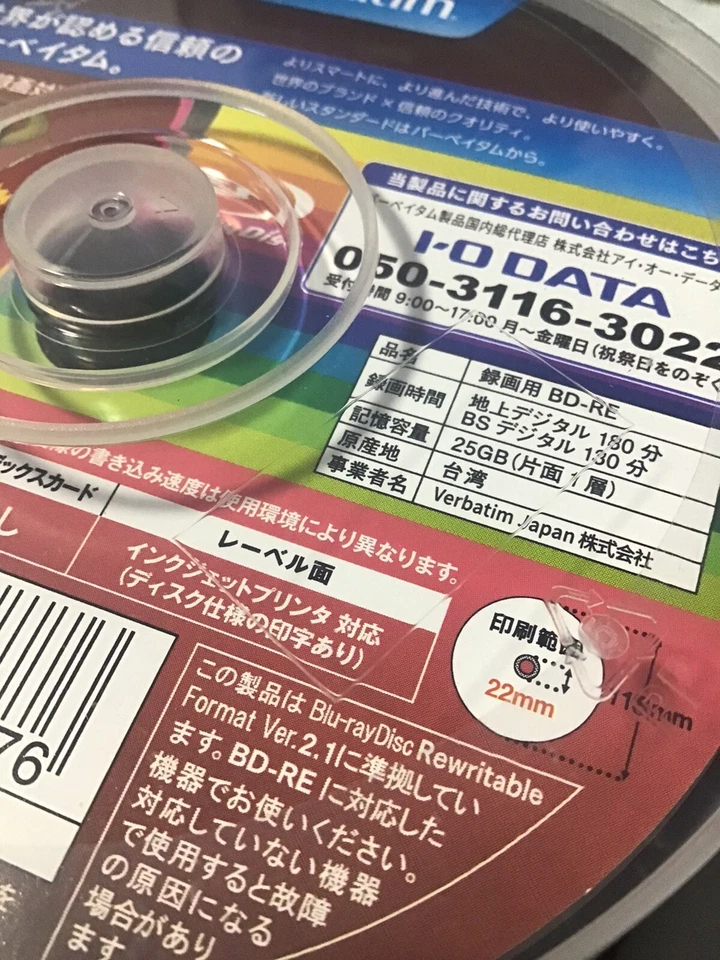 batim.
世界が認める信頼の
バーベイタム。
よりスマートに、より進んだ技術で、より使いやすく。
世界のブランド×信頼のクオリティ。
新しいスタンダードはバーベイタムから。
当製品に関するお問い合わせはこち
バーベイタム製品国内総代理店 株式会社アイ・オー・データ
I-O DATA
050-3116-3022
受付時間 9:00～17:00 月～金曜日(祝祭日をのぞく
品名 録画用 BD-RE
録画時間 地上デジタル 180 分
BS デジタル 130 分
記憶容量 25GB(片面 1 層)
原産地 台湾
事業者名 Verbatim Japan 株式会社
の書き込み速度は使用環境により異なります。
ックスカード
し
レーベル面
インクジェットプリンタ 対応
(ディスク仕様の印字あり)
印刷範囲
22mm
118mm
76
この製品は Blu-rayDisc Rewritable
Format Ver.2.1に準拠してい
ます。BD-RE に対応した
機器でお使いください。
対応していない機器
で使用すると故障
の原因になる
場合があり
ます
を